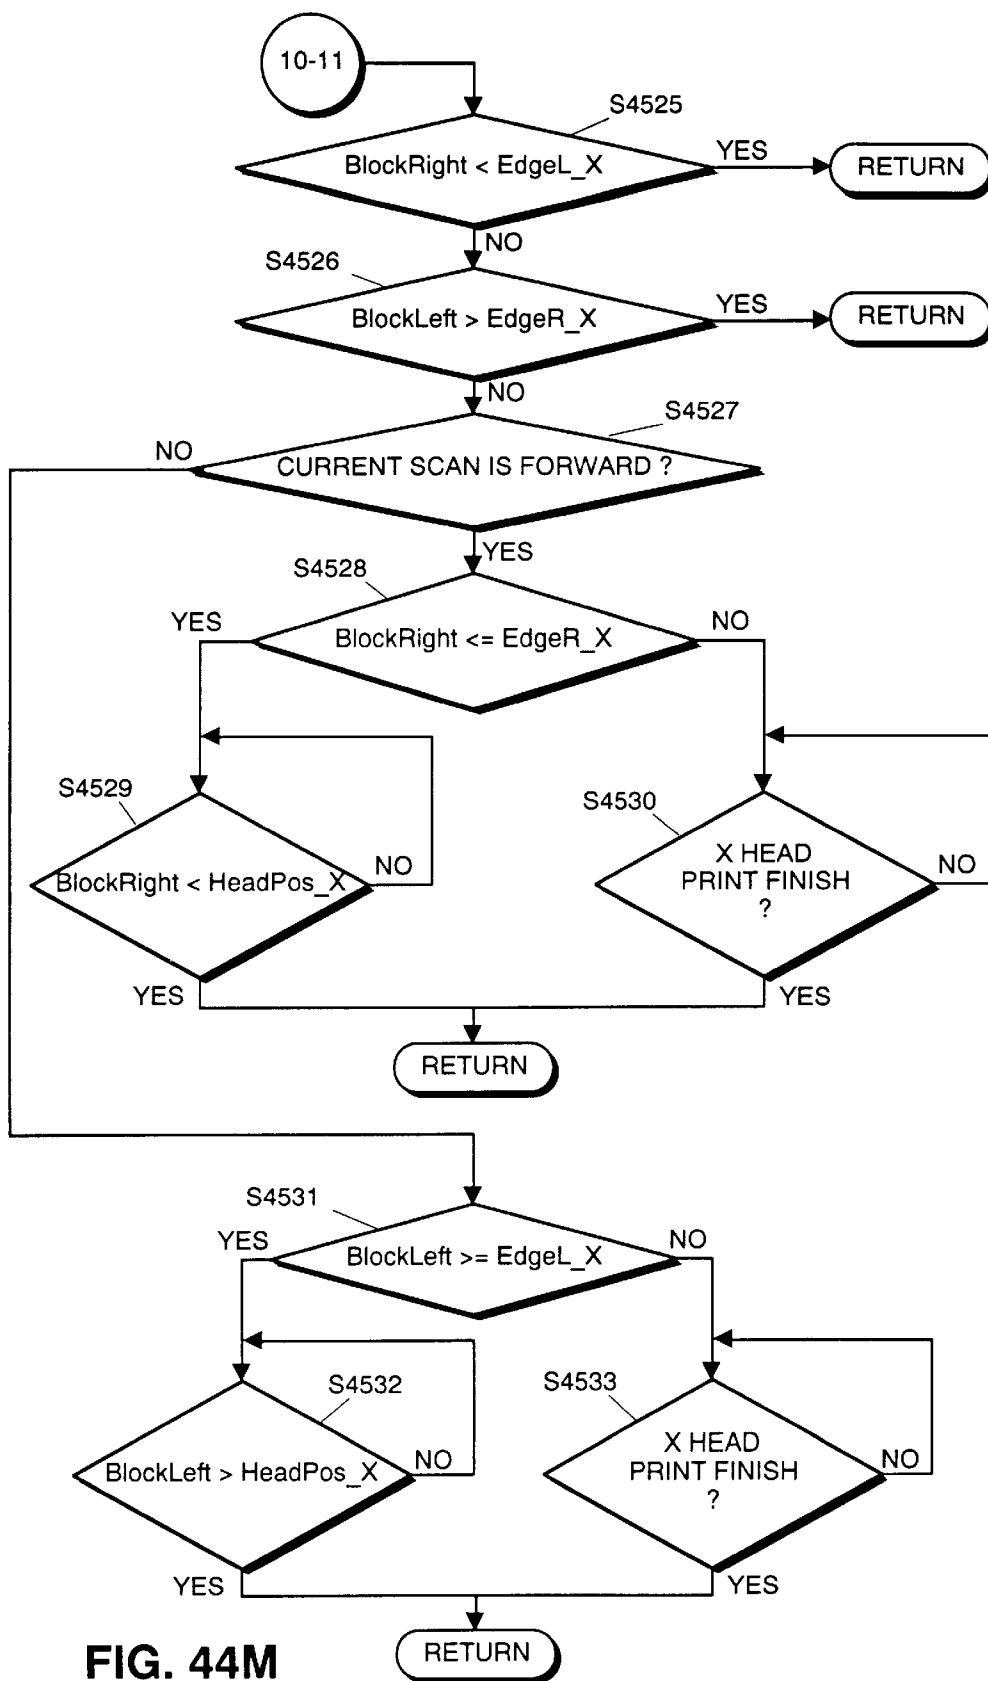 10-11
S4525
BlockRight < EdgeL_X
YES
RETURN
NO
S4526
BlockLeft > EdgeR_X
YES
RETURN
NO
S4527
NO
CURRENT SCAN IS FORWARD ?
YES
S4528
YES
BlockRight <= EdgeR_X
NO
S4529
BlockRight < HeadPos_X
NO
YES
S4530
X HEAD
PRINT FINISH
?
NO
YES
RETURN
S4531
YES
BlockLeft >= EdgeL_X
NO
S4532
BlockLeft > HeadPos_X
NO
YES
S4533
X HEAD
PRINT FINISH
?
NO
YES
RETURN
FIG. 44M